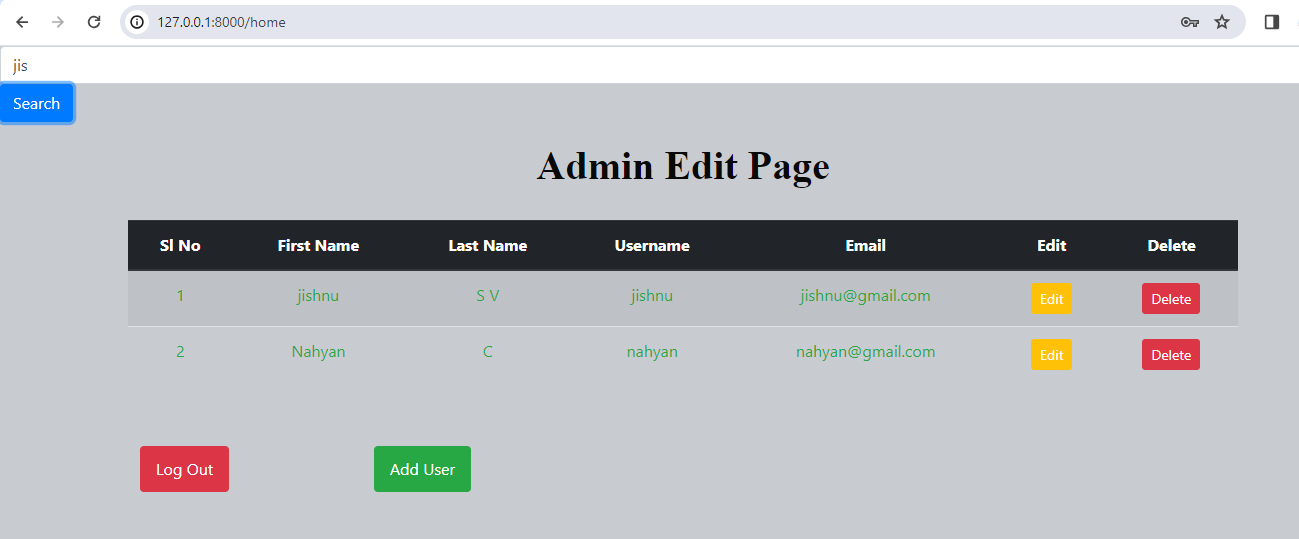 127.0.0.1:8000/home
jis
Search
Admin Edit Page
Sl No First Name Last Name Username Email Edit Delete
1 jishnu S V jishnu jishnu@gmail.com Edit Delete
2 Nahyan C nahyan nahyan@gmail.com Edit Delete
Log Out Add User